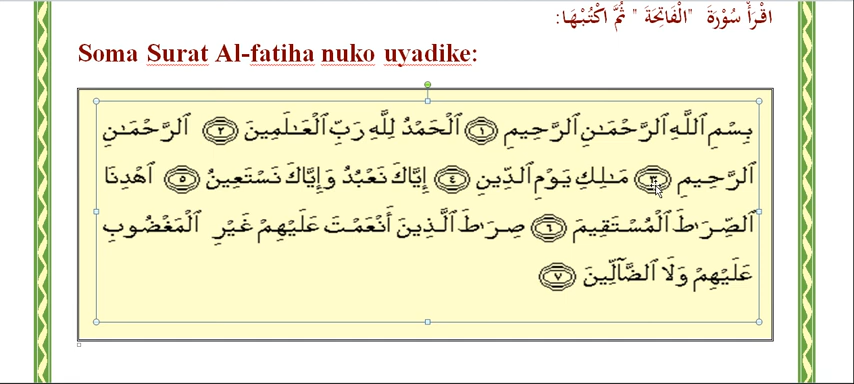 اقْرَأْ سُوْرَةَ "الْفَاتِحَة" ثُمَّ اكْتُبْهَا:
Soma Surat Al-fatiha nuko uyadike:
بِسْمِ ٱللَّهِ ٱلرَّحْمَـٰنِ ٱلرَّحِيمِ ١ ٱلْحَمْدُ لِلَّهِ رَبِّ ٱلْعَـٰلَمِينَ ٢ ٱلرَّحْمَـٰنِ
ٱلرَّحِيمِ ٣ مَـٰلِكِ يَوْمِ ٱلدِّينِ ٤ إِيَّاكَ نَعْبُدُ وَإِيَّاكَ نَسْتَعِينُ ٥ ٱهْدِنَا
ٱلصِّرَٰطَ ٱلْمُسْتَقِيمَ ٦ صِرَٰطَ ٱلَّذِينَ أَنْعَمْتَ عَلَيْهِمْ غَيْرِ ٱلْمَغْضُوبِ
عَلَيْهِمْ وَلَا ٱلضَّآلِّينَ ٧